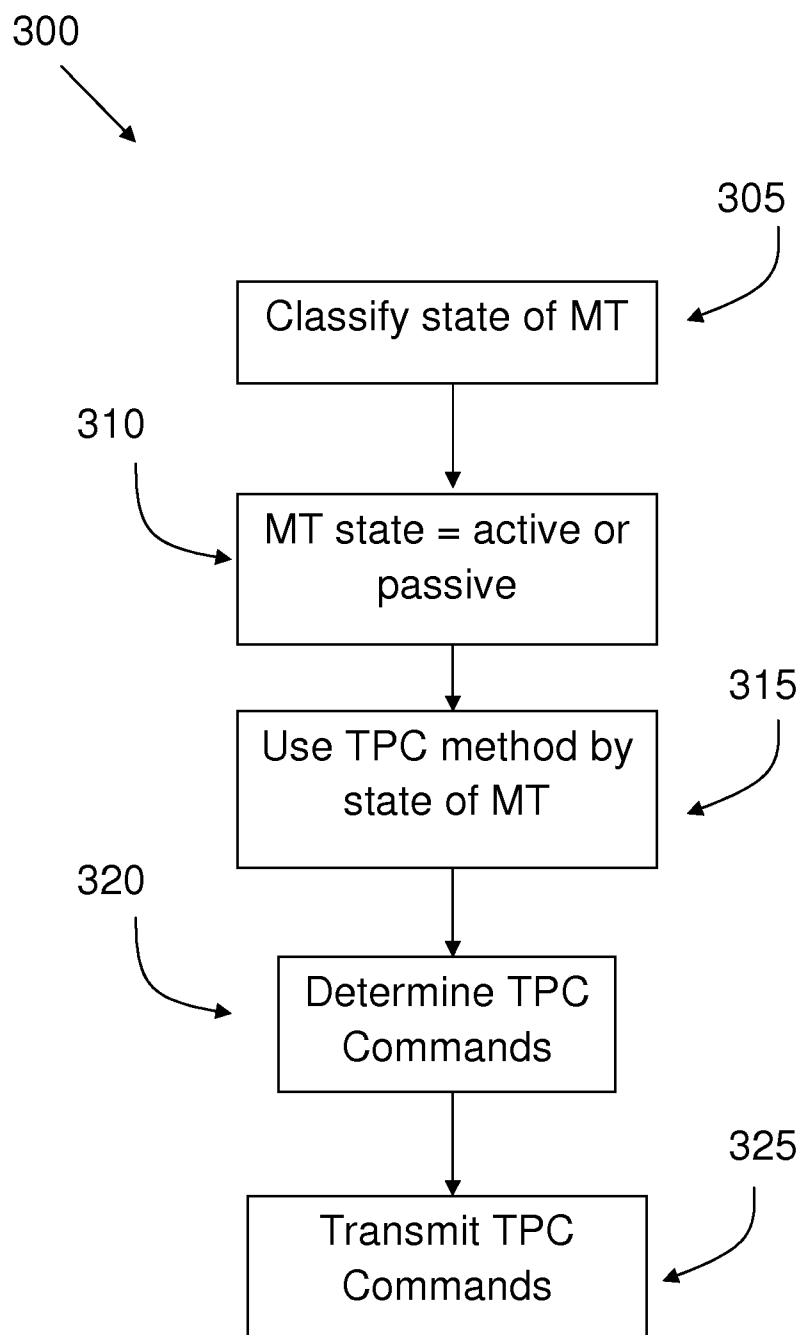 300
305
Classify state of MT
310
MT state = active or
passive
315
Use TPC method by
state of MT
320
Determine TPC
Commands
325
Transmit TPC
Commands